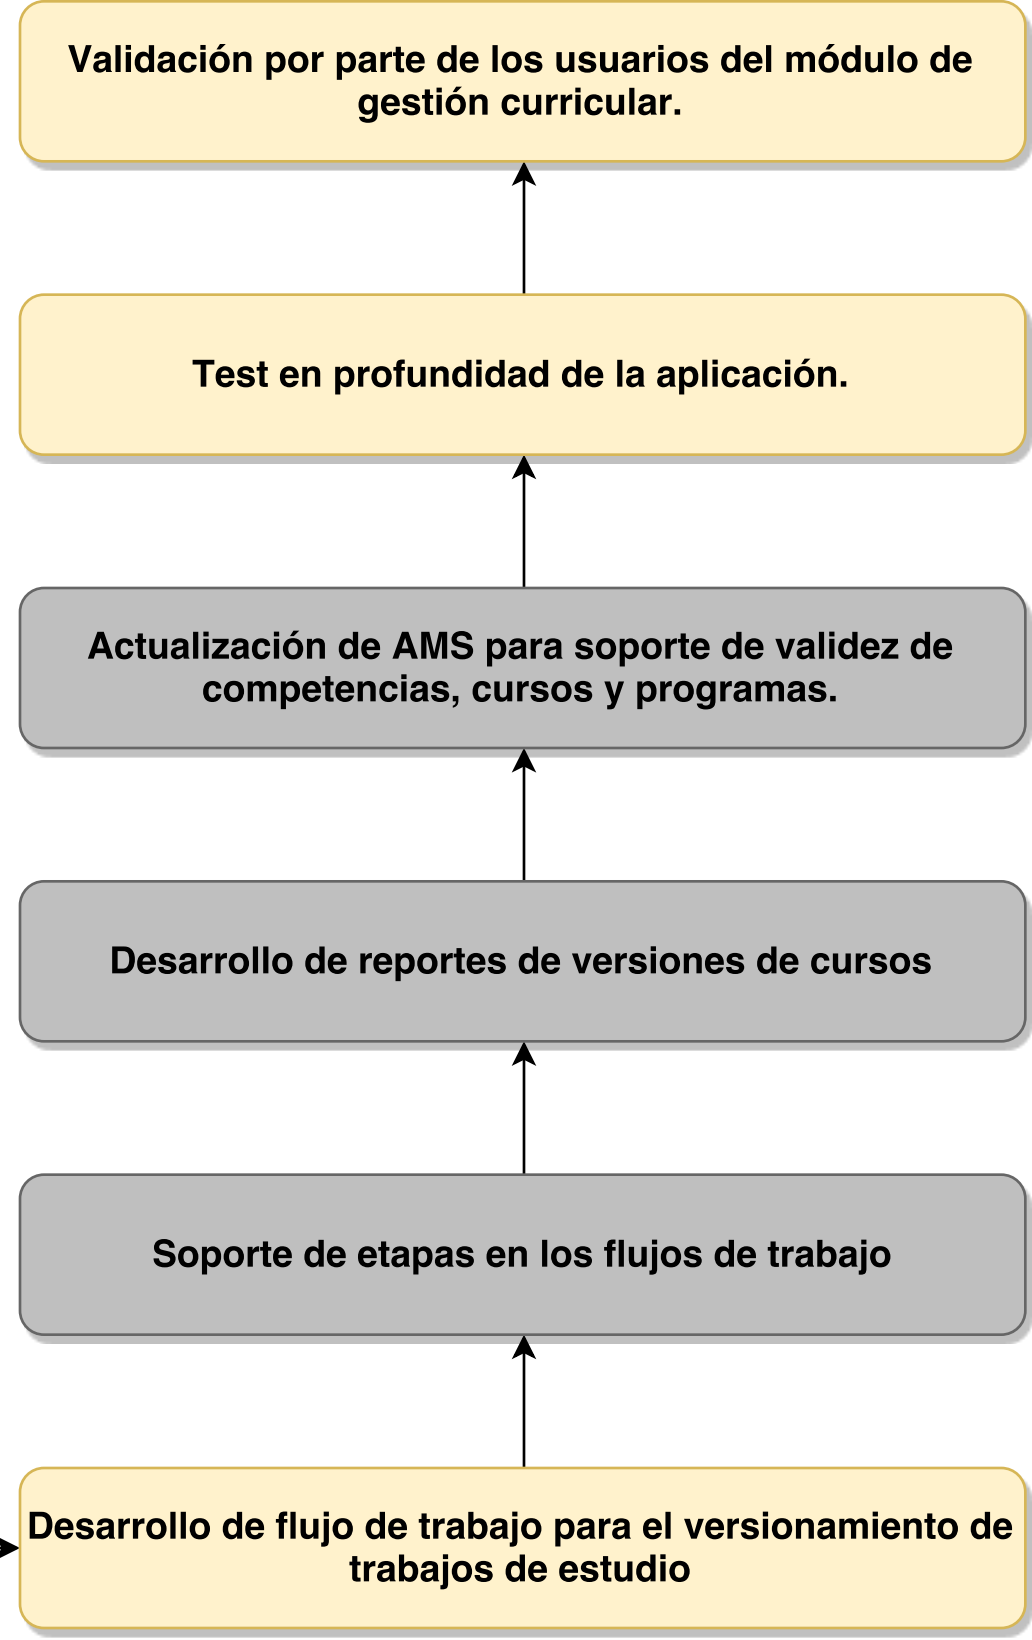 Validación por parte de los usuarios del módulo de
gestión curricular.
Test en profundidad de la aplicación.
Actualización de AMS para soporte de validez de
competencias, cursos y programas.
Desarrollo de reportes de versiones de cursos
Soporte de etapas en los flujos de trabajo
Desarrollo de flujo de trabajo para el versionamiento de
trabajos de estudio